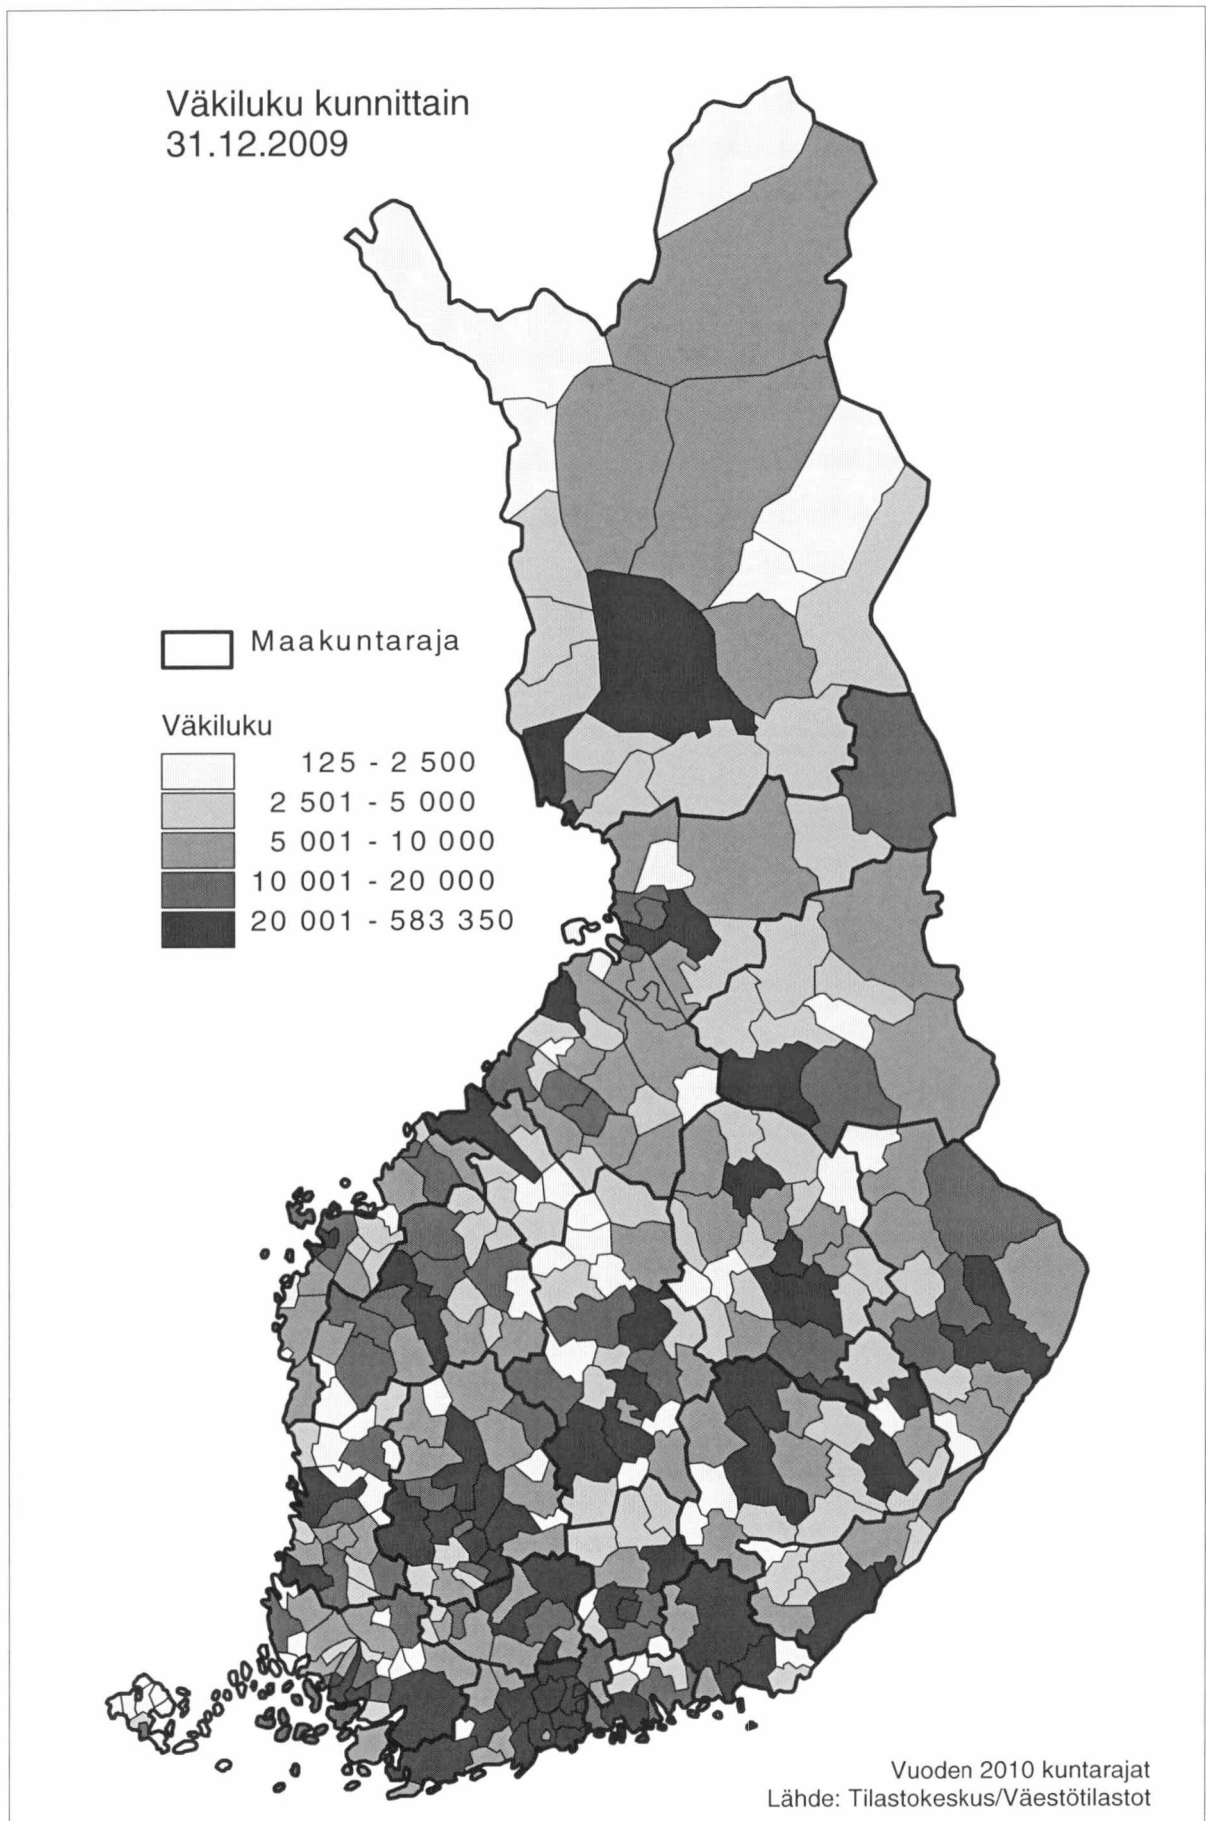 Väkiluku kunnittain
31.12.2009
Maakuntaraja
Väkiluku
125 - 2 500
2 501 - 5 000
5 001 - 10 000
10 001 - 20 000
20 001 - 583 350
Vuoden 2010 kuntarajat
Lähde: Tilastokeskus/Väestötilastot